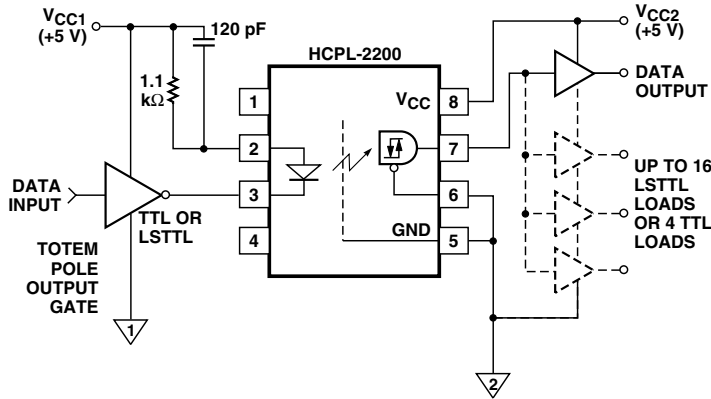 VCC1
(+5 V)
120 pF
HCPL-2200
VCC2
(+5 V)
1.1
kΩ
1
VCC
8
DATA
OUTPUT
2
7
DATA
INPUT
3
6
UP TO 16
LSTTL
LOADS
OR 4 TTL
LOADS
TTL OR
LSTTL
4
GND
5
TOTEM
POLE
OUTPUT
GATE
1
2